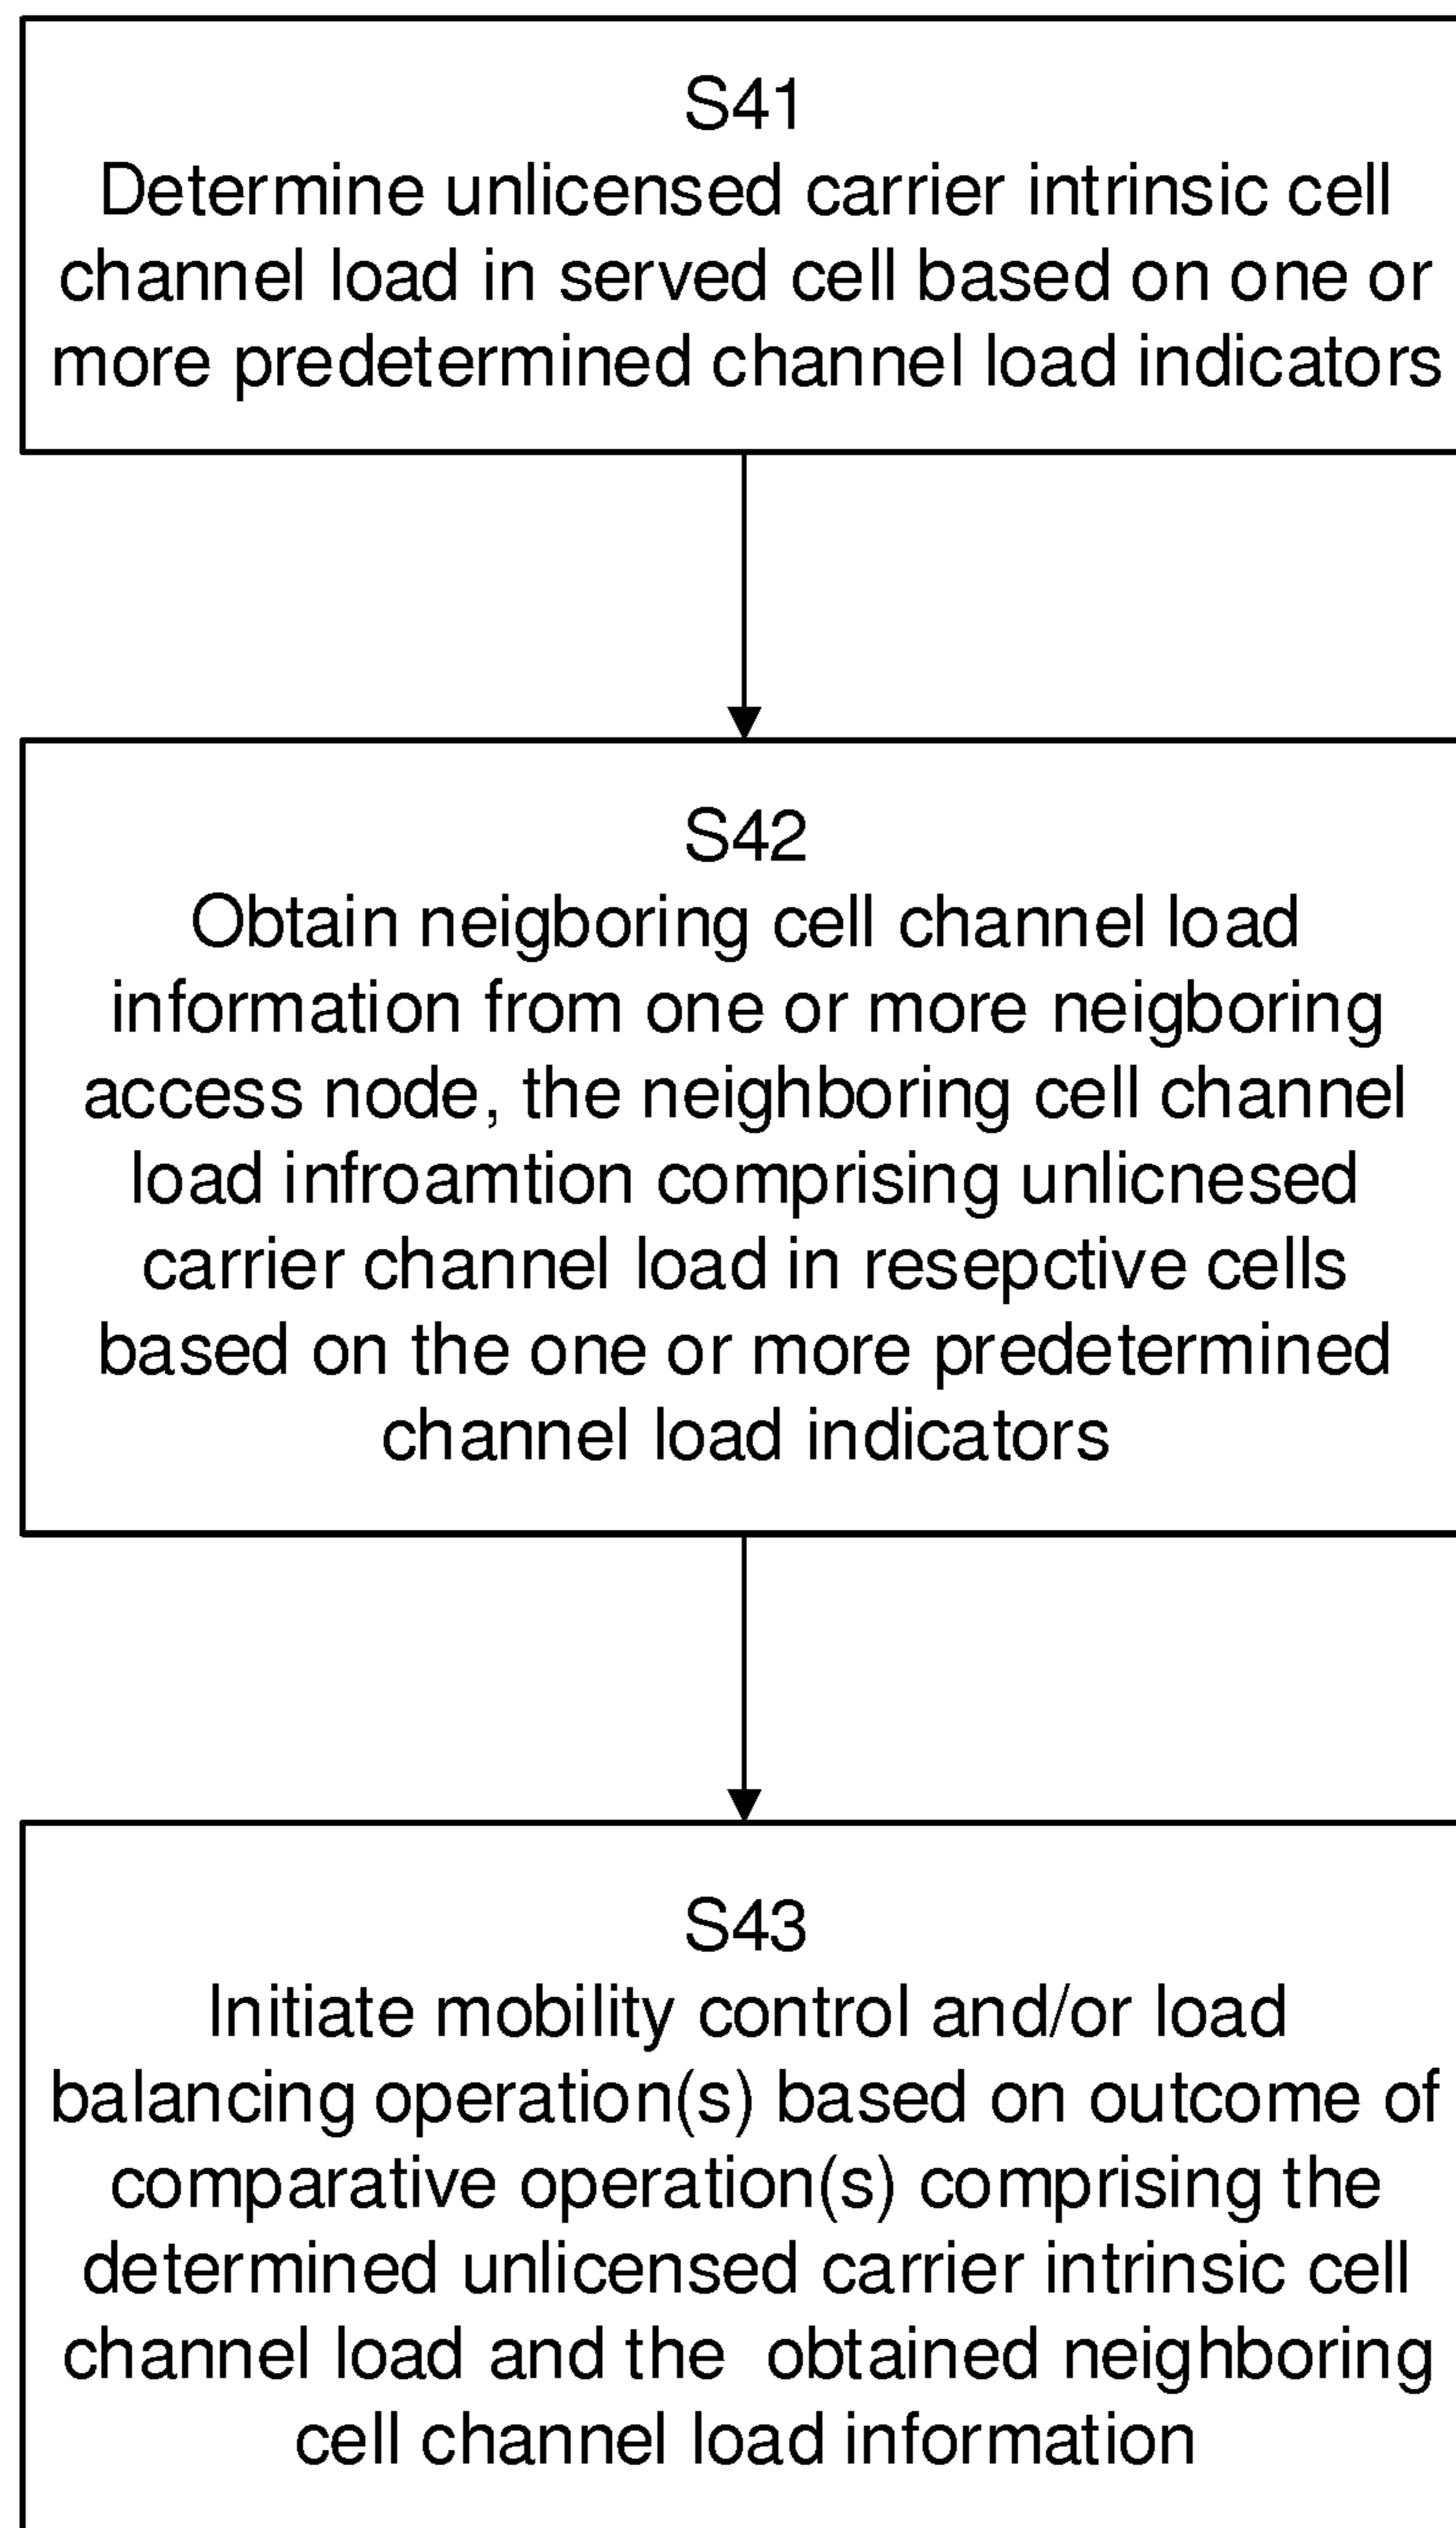 S41
Determine unlicensed carrier intrinsic cell
channel load in served cell based on one or
more predetermined channel load indicators
S42
Obtain neigboring cell channel load
information from one or more neigboring
access node, the neighboring cell channel
load infroamtion comprising unlicnesed
carrier channel load in resepctive cells
based on the one or more predetermined
channel load indicators
S43
Initiate mobility control and/or load
balancing operation(s) based on outcome of
comparative operation(s) comprising the
determined unlicensed carrier intrinsic cell
channel load and the obtained neighboring
cell channel load information